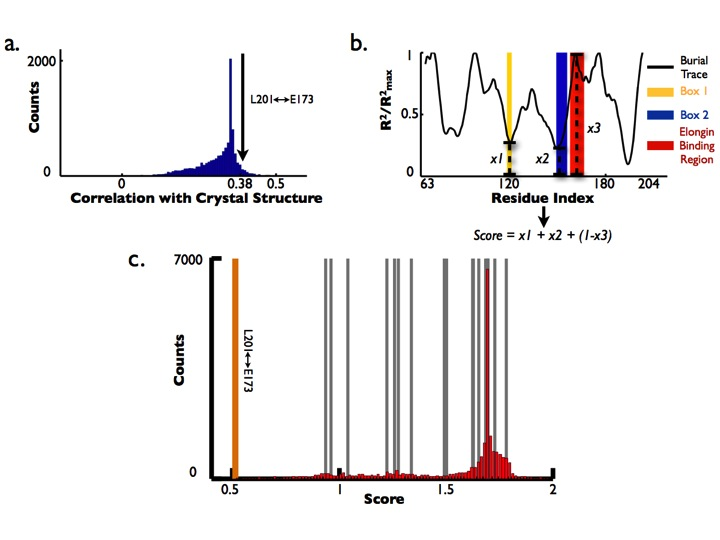 a.
2000
Counts
0
L201↔E173
0
0.38
0.5
Correlation with Crystal Structure
b.
1
R²/R²max
0.5
0
x1
x2
x3
63
120
180
204
Residue Index
Burial
Trace
Box 1
Box 2
Elongin
Binding
Region
Score = x1 + x2 + (1-x3)
c.
7000
Counts
0
L201↔E173
0.5
1
1.5
2
Score